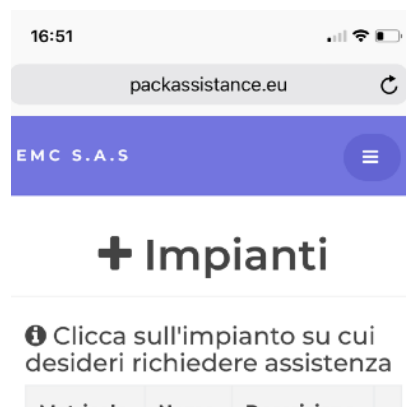 16:51
packassistance.eu
EMC S.A.S
Impianti
Clicca sull'impianto su cui
desideri richiedere assistenza